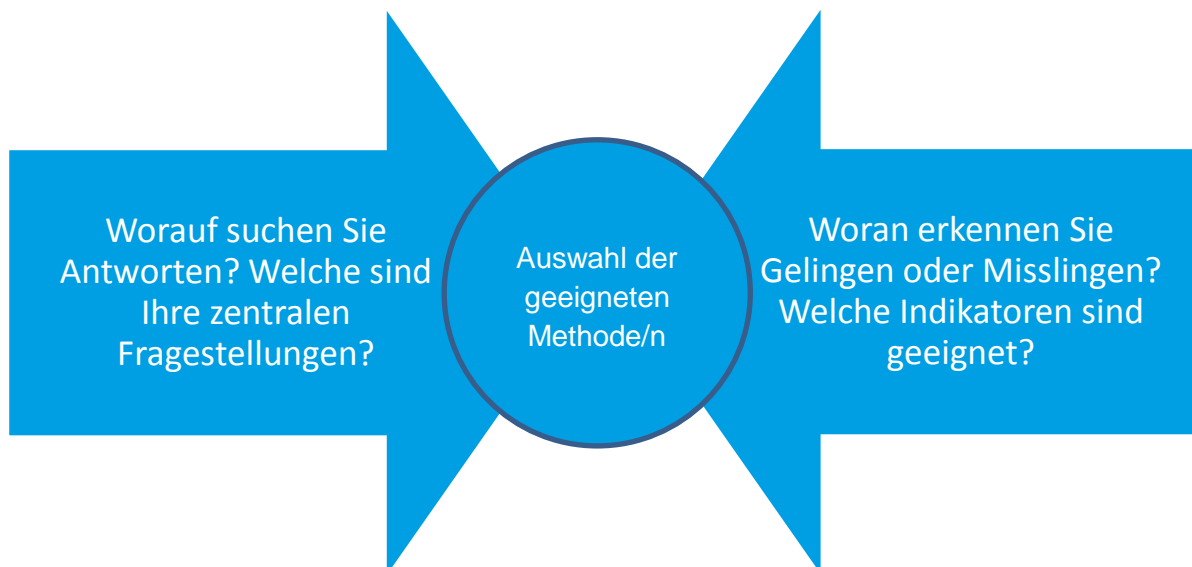 Worauf suchen Sie
Antworten? Welche sind
Ihre zentralen
Fragestellungen?
Auswahl der
geeigneten
Methode/n
Woran erkennen Sie
Gelingen oder Misslingen?
Welche Indikatoren sind
geeignet?